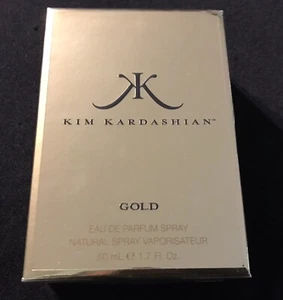 KIM KARDASHIAN™
GOLD
EAU DE PARFUM SPRAY
NATURAL SPRAY VAPORISATEUR
50 mL ℮ 1.7 Fl. Oz.